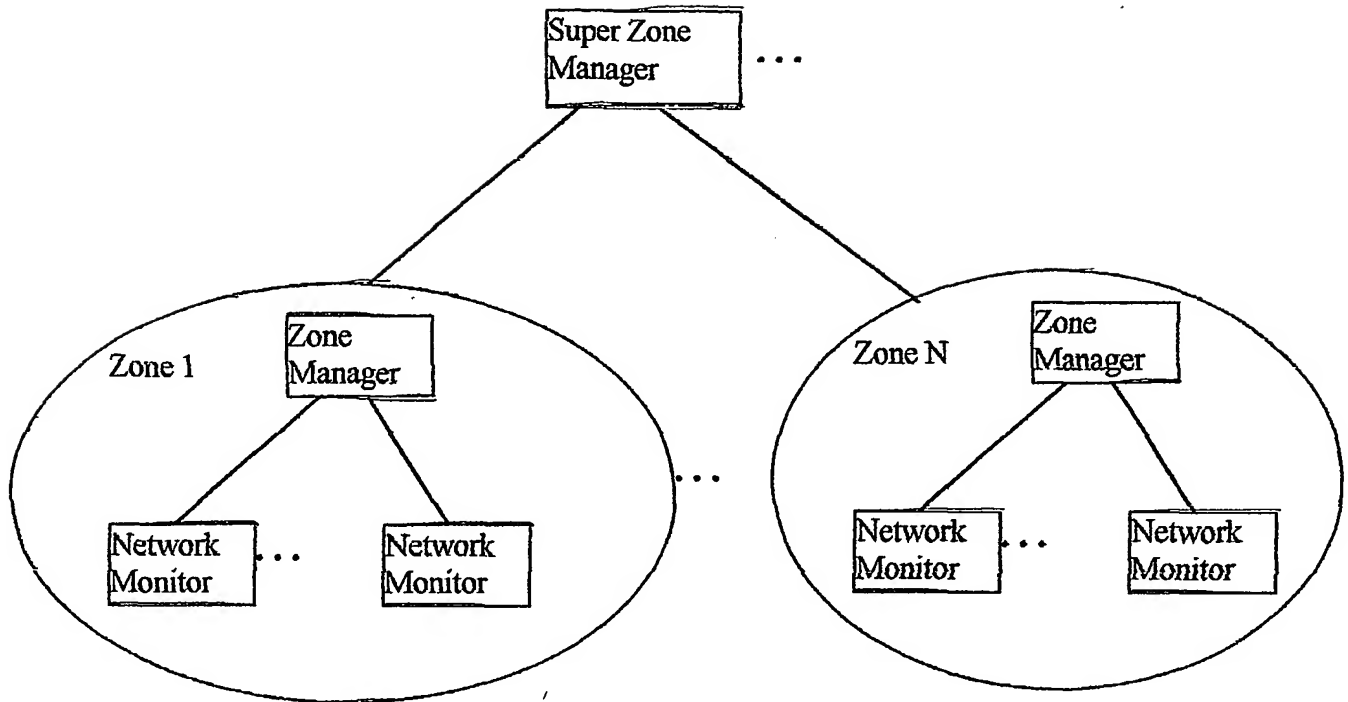 Super Zone
Manager
...
Zone 1
Zone
Manager
Zone N
Zone
Manager
...
Network
Monitor
...
Network
Monitor
Network
Monitor
...
Network
Monitor